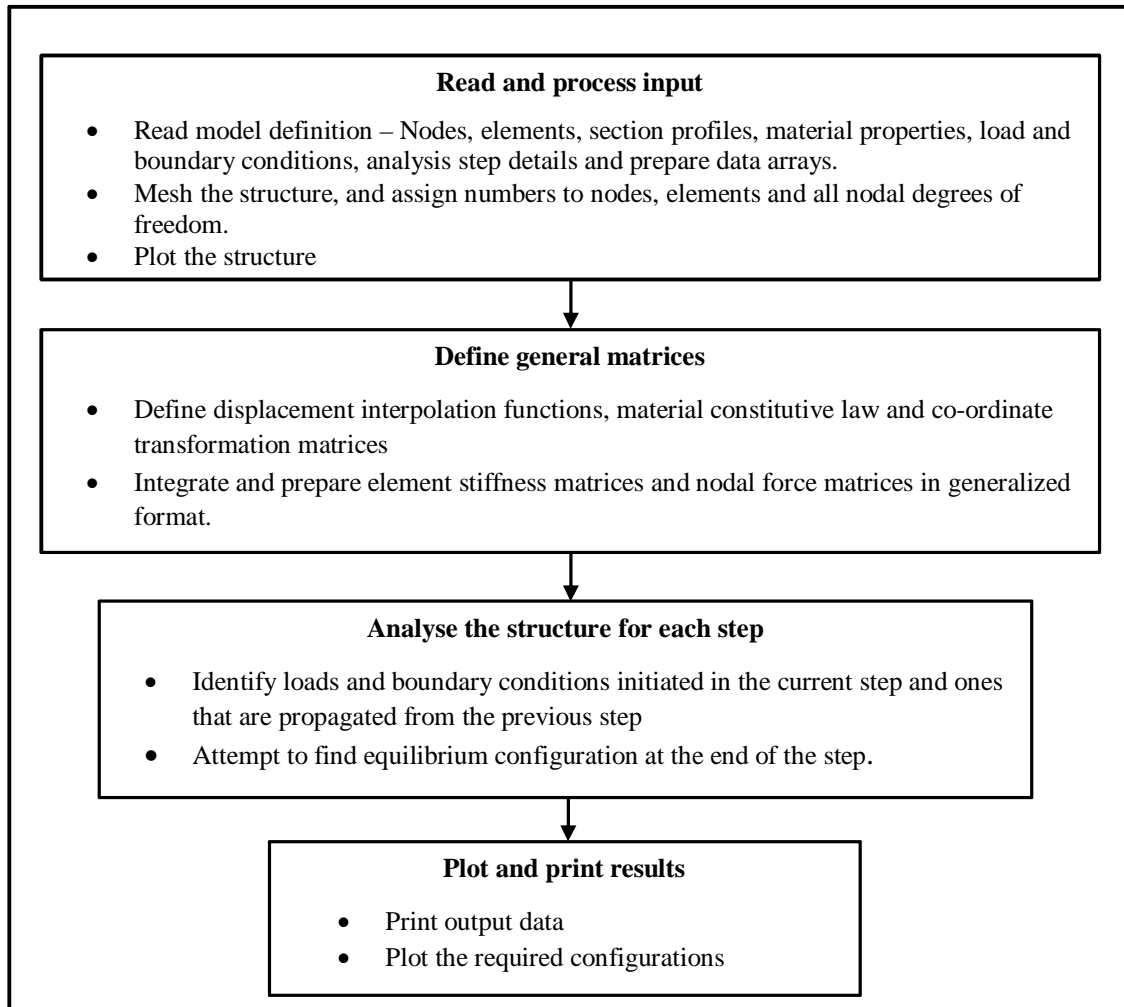 Read and process input
• Read model definition – Nodes, elements, section profiles, material properties, load and
boundary conditions, analysis step details and prepare data arrays.
• Mesh the structure, and assign numbers to nodes, elements and all nodal degrees of
freedom.
• Plot the structure
Define general matrices
• Define displacement interpolation functions, material constitutive law and co-ordinate
transformation matrices
• Integrate and prepare element stiffness matrices and nodal force matrices in generalized
format.
Analyse the structure for each step
• Identify loads and boundary conditions initiated in the current step and ones
that are propagated from the previous step
• Attempt to find equilibrium configuration at the end of the step.
Plot and print results
• Print output data
• Plot the required configurations